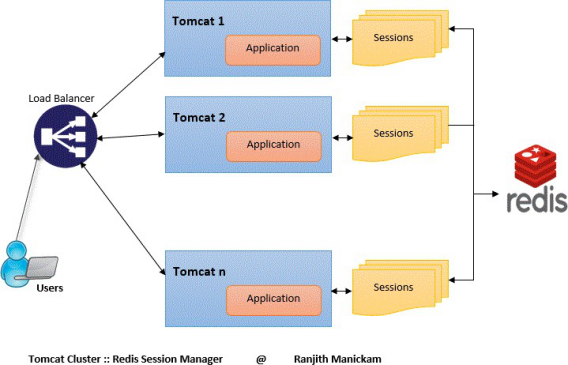 Tomcat 1
Application
Sessions
Load Balancer
Tomcat 2
Application
Sessions
redis
Users
Tomcat n
Application
Sessions
Tomcat Cluster :: Redis Session Manager @ Ranjith Manickam